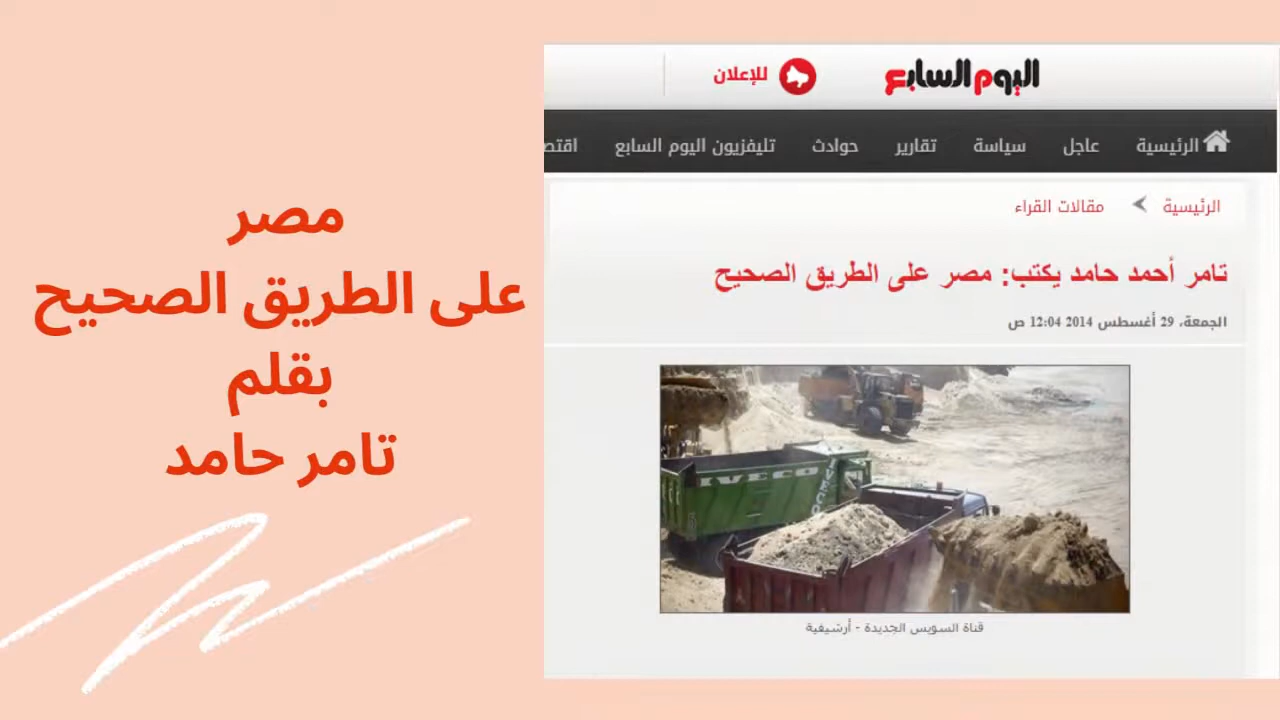 مصر
على الطريق الصحيح
بقلم
تامر حامد
اليوم السابع
للإعلان
الرئيسية عاجل سياسة تقارير حوادث تليفزيون اليوم السابع
الرئيسية مقالات القراء
تامر أحمد حامد يكتب: مصر على الطريق الصحيح
الجمعة، 29 أغسطس 2014 12:04 ص
IVECO
IVECO
قناة السويس الجديدة - أرشيفية